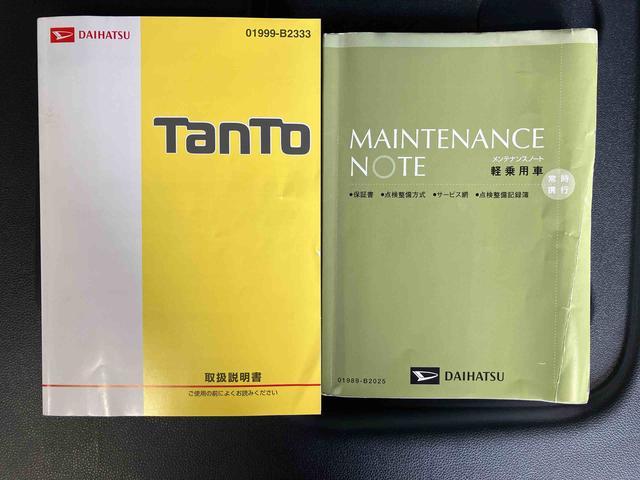 DAIHATSU
01999-B2333
TanTo
取扱説明書
ご使用の前によくお読みください
MAINTENANCE
NOTE
メンテナンスノート
軽乗用車
常時
携行
●保証書 ●点検整備方式 ●サービス網 ●点検整備記録簿
01989-B2025
DAIHATSU